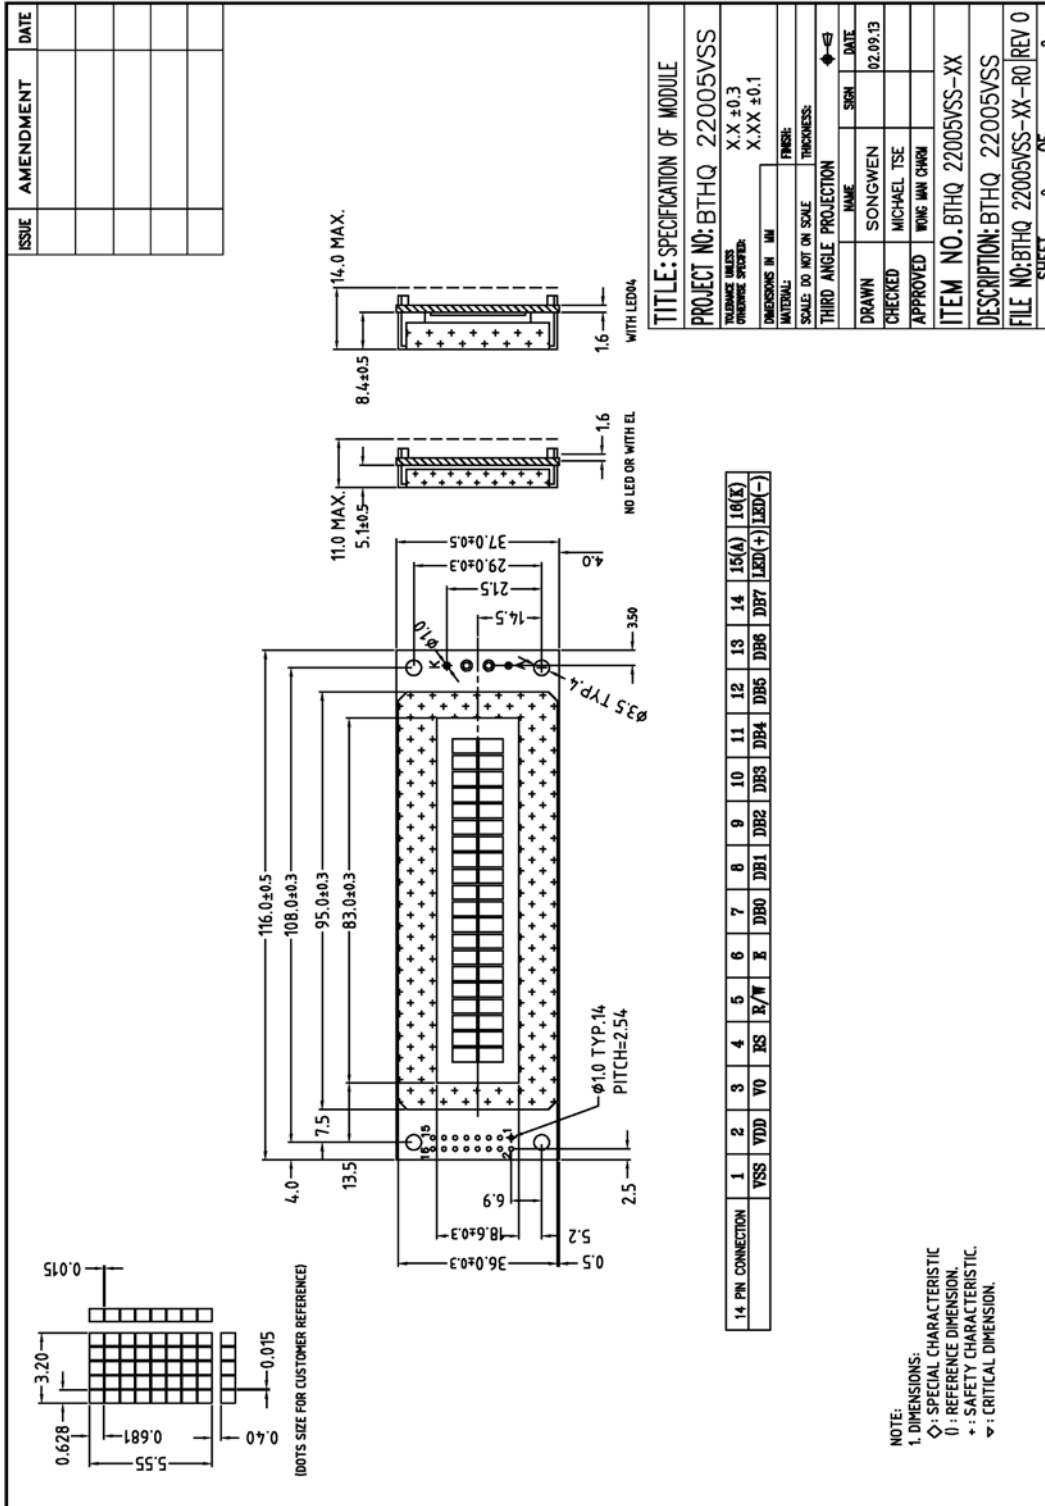 ISSUE AMENDMENT DATE
0.015
3.20
0.628
0.681
5.55
0.40
0.015
(DOTS SIZE FOR CUSTOMER REFERENCE)
116.0±0.5
108.0±0.3
95.0±0.3
83.0±0.3
4.0
7.5
13.5
16 15
2 1
K
A
ø1.0
ø3.5 TYP.4
ø1.0 TYP.14
PITCH=2.54
2.5
3.50
6.9
18.6±0.3
36.0±0.3
5.2
0.5
14.5
21.5
29.0±0.3
37.0±0.5
4.0
11.0 MAX.
5.1±0.5
1.6
NO LED OR WITH EL
14.0 MAX.
8.4±0.5
1.6
WITH LED04
14 PIN CONNECTION 1 2 3 4 5 6 7 8 9 10 11 12 13 14 15(A) 16(K)
VSS VDD V0 RS R/W E DB0 DB1 DB2 DB3 DB4 DB5 DB6 DB7 LED(+) LED(-)
NOTE:
1. DIMENSIONS:
◇: SPECIAL CHARACTERISTIC
(): REFERENCE DIMENSION.
+: SAFETY CHARACTERISTIC.
▽: CRITICAL DIMENSION.
TITLE: SPECIFICATION OF MODULE
PROJECT NO: BTHQ 22005VSS
TOLERANCE UNLESS
OTHERWISE SPECIFIED:
X.X ±0.3
X.XX ±0.1
DIMENSIONS IN MM
MATERIAL: FINISH:
SCALE: DO NOT ON SCALE THICKNESS:
THIRD ANGLE PROJECTION
NAME SIGN DATE
DRAWN SONGWEN 02.09.13
CHECKED MICHAEL TSE
APPROVED WONG MAN CHARM
ITEM NO. BTHQ 22005VSS-XX
DESCRIPTION: BTHQ 22005VSS
FILE NO: BTHQ 22005VSS-XX-R0 REV 0
SHEET OF